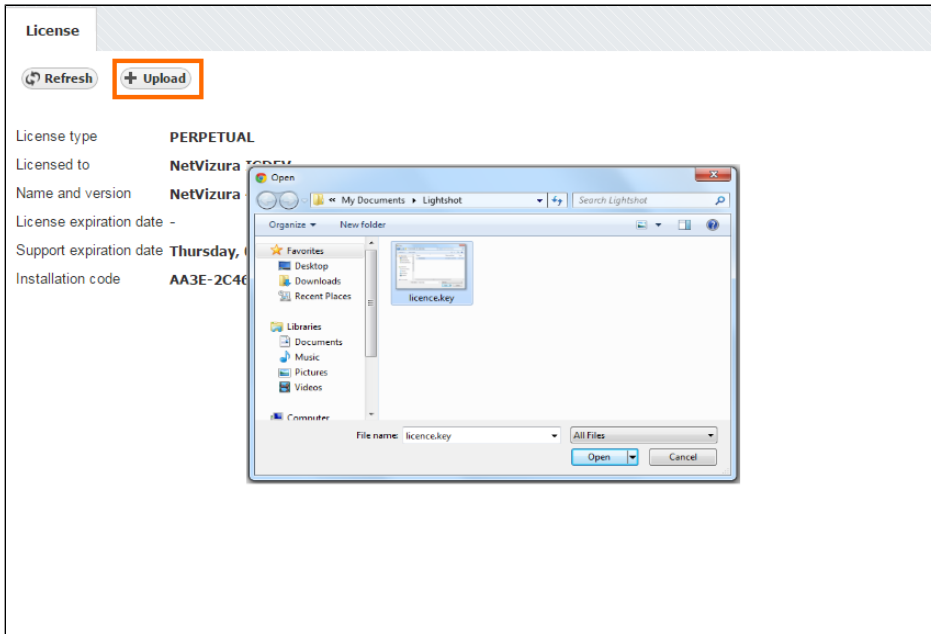 License
Refresh
+ Upload
License type PERPETUAL
Licensed to NetVizura
Name and version NetVizura
License expiration date -
Support expiration date Thursday,
Installation code AA3E-2C46
Open
X
« My Documents ▸ Lightshot
Search Lightshot
Organize
New folder
Favorites
Desktop
Downloads
Recent Places
licence.key
Libraries
Documents
Music
Pictures
Videos
Computer
File name: licence.key
All Files
Open
Cancel